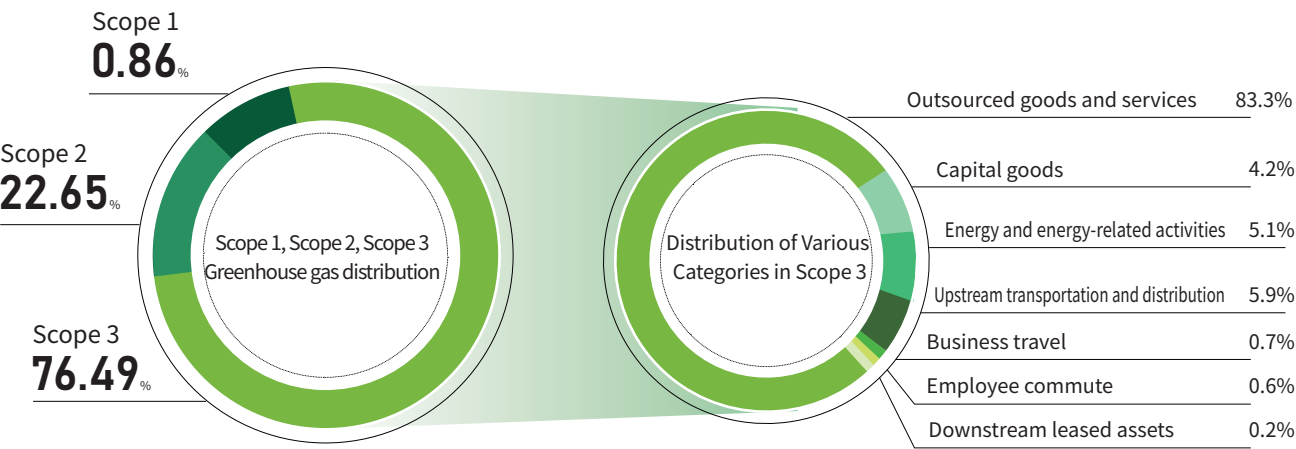 Scope 1
0.86%
Scope 2
22.65%
Scope 3
76.49%
Scope 1, Scope 2, Scope 3
Greenhouse gas distribution
Distribution of Various
Categories in Scope 3
Outsourced goods and services 83.3%
Capital goods 4.2%
Energy and energy-related activities 5.1%
Upstream transportation and distribution 5.9%
Business travel 0.7%
Employee commute 0.6%
Downstream leased assets 0.2%